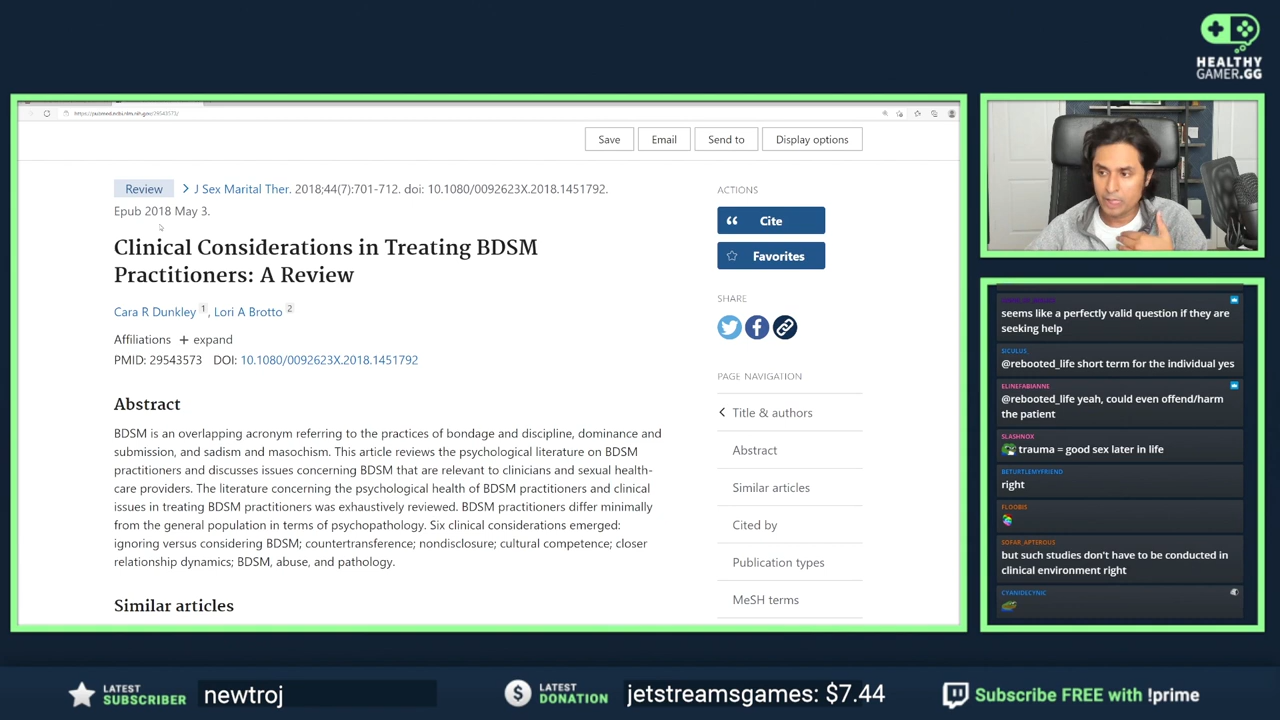 HEALTHY
GAMER.GG
Save
Email
Send to
Display options
Review
J Sex Marital Ther. 2018;44(7):701-712. doi: 10.1080/0092623X.2018.1451792.
Epub 2018 May 3.
Clinical Considerations in Treating BDSM
Practitioners: A Review
Cara R Dunkley 1, Lori A Brotto 2
Affiliations + expand
PMID: 29543573 DOI: 10.1080/0092623X.2018.1451792
Abstract
BDSM is an overlapping acronym referring to the practices of bondage and discipline, dominance and
submission, and sadism and masochism. This article reviews the psychological literature on BDSM
practitioners and discusses issues concerning BDSM that are relevant to clinicians and sexual health-
care providers. The literature concerning the psychological health of BDSM practitioners and clinical
issues in treating BDSM practitioners was exhaustively reviewed. BDSM practitioners differ minimally
from the general population in terms of psychopathology. Six clinical considerations emerged:
ignoring versus considering BDSM; countertransference; nondisclosure; cultural competence; closer
relationship dynamics; BDSM, abuse, and pathology.
Similar articles
ACTIONS
Cite
Favorites
SHARE
PAGE NAVIGATION
Title & authors
Abstract
Similar articles
Cited by
Publication types
MeSH terms
seems like a perfectly valid question if they are
seeking help
SICULUS
@rebooted_life short term for the individual yes
ELINEFABIANNE
@rebooted_life yeah, could even offend/harm
the patient
SLASHNOX
trauma = good sex later in life
BETURTLEMYFRIEND
right
FLOOBIS
SOFAR_APTEROUS
but such studies don't have to be conducted in
clinical environment right
CYANIDECYNIC
LATEST
SUBSCRIBER
newtroj
LATEST
DONATION
jetstreamsgames: $7.44
Subscribe FREE with !prime